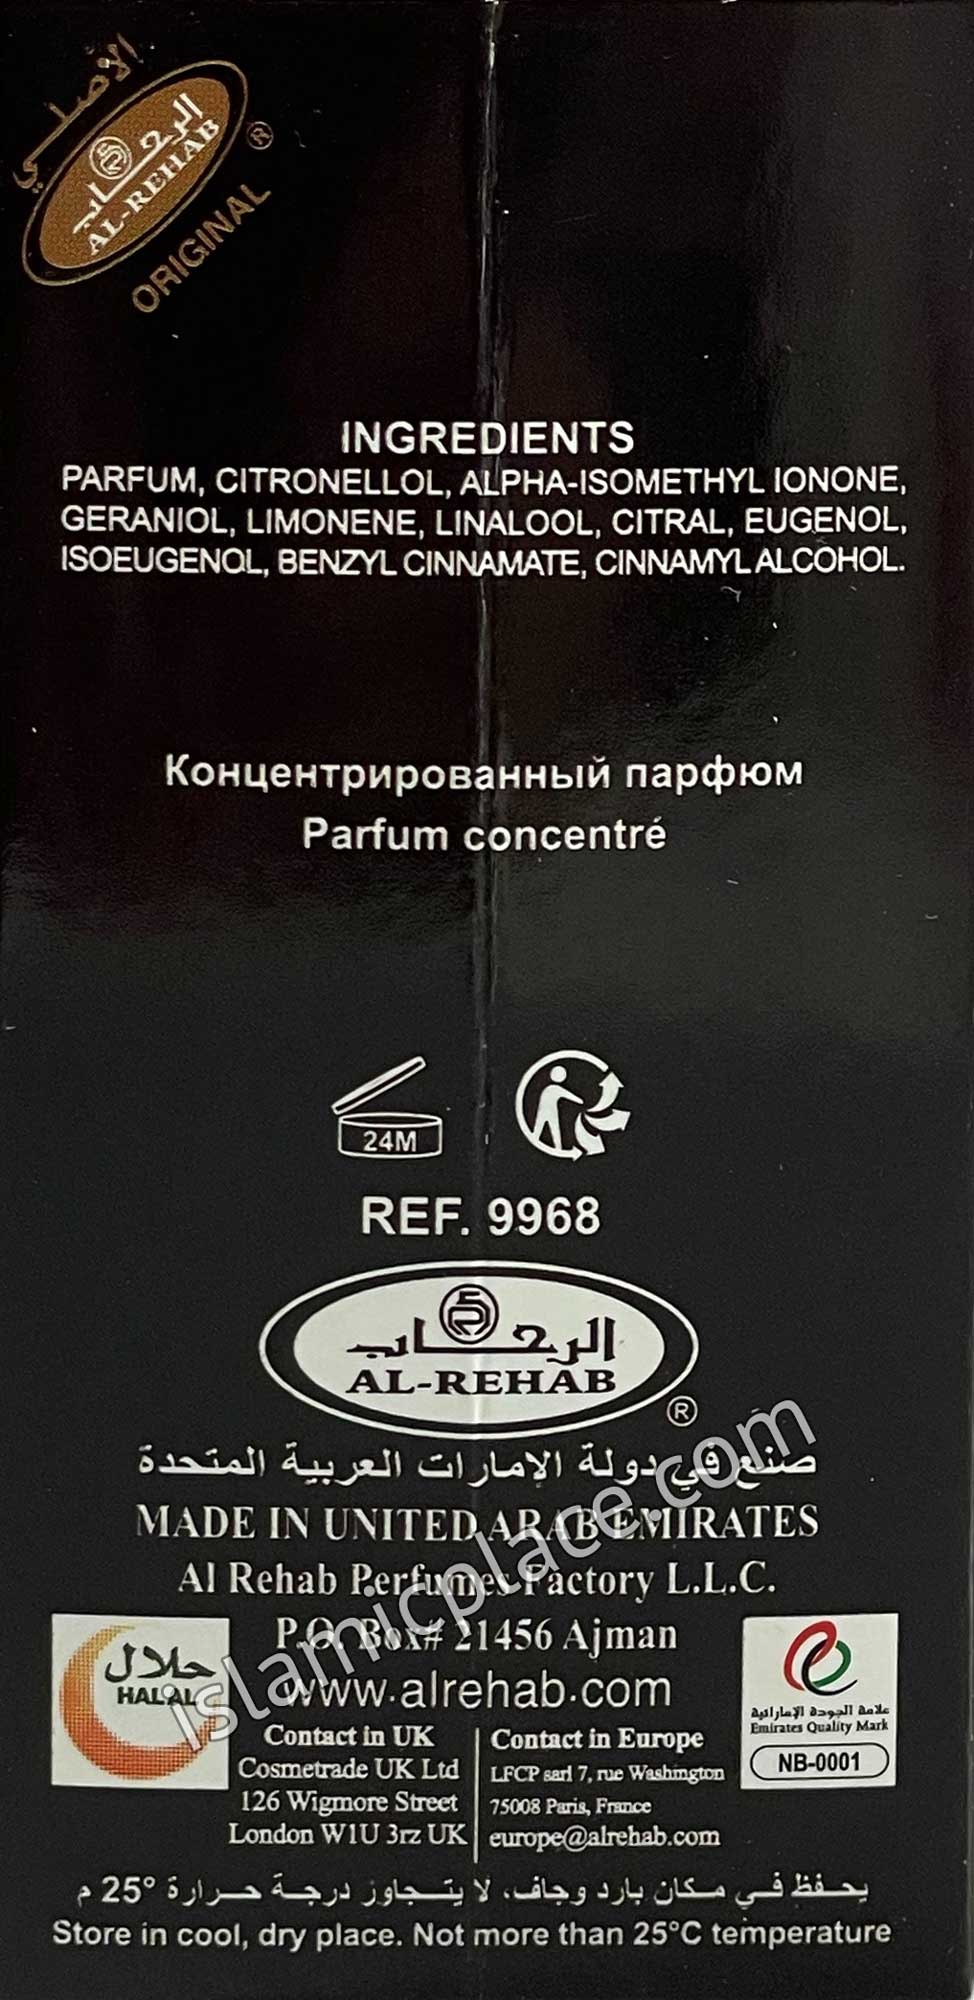 الأصلي
الرحاب
AL-REHAB
®
ORIGINAL
INGREDIENTS
PARFUM, CITRONELLOL, ALPHA-ISOMETHYL IONONE,
GERANIOL, LIMONENE, LINALOOL, CITRAL, EUGENOL,
ISOEUGENOL, BENZYL CINNAMATE, CINNAMYL ALCOHOL.
Концентрированный парфюм
Parfum concentré
24M
REF. 9968
الرحاب
AL-REHAB
®
صنع في دولة الإمارات العربية المتحدة
MADE IN UNITED ARAB EMIRATES
Al Rehab Perfumes Factory L.L.C.
P.O. Box# 21456 Ajman
www.alrehab.com
حلال
HALAL
Contact in UK
Cosmetrade UK Ltd
126 Wigmore Street
London W1U 3rz UK
Contact in Europe
LFCP sarl 7, rue Washington
75008 Paris, France
europe@alrehab.com
علامة الجودة الإماراتية
Emirates Quality Mark
NB-0001
يحفظ في مكان بارد وجاف، لا يتجاوز درجة حرارة °25 م
Store in cool, dry place. Not more than 25°C temperature
islamicplace.com